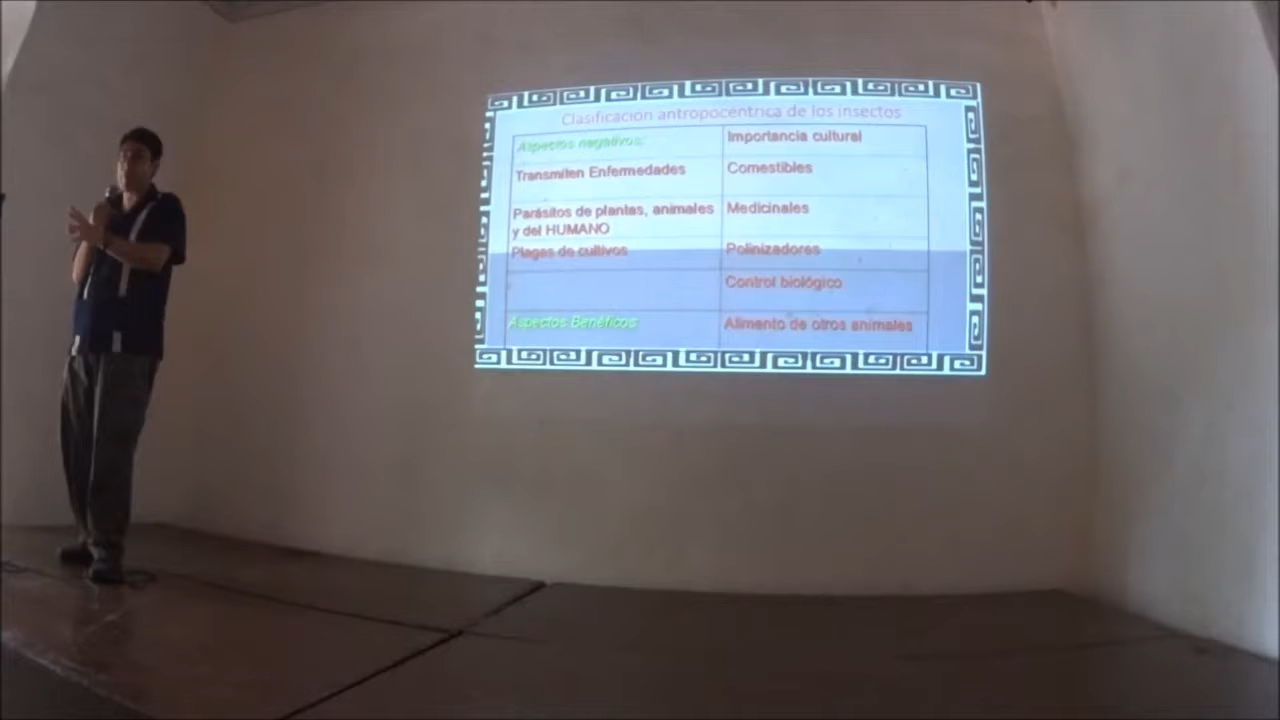 Clasificación antropocéntrica de los insectos
Aspectos negativos:
Importancia cultural
Transmiten Enfermedades
Comestibles
Parásitos de plantas, animales
y del HUMANO
Medicinales
Plagas de cultivos
Polinizadores
Control biológico
Aspectos Benéficos
Alimento de otros animales